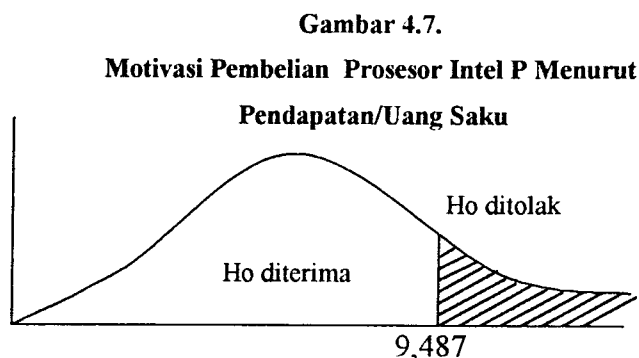 Gambar 4.7.
Motivasi Pembelian Prosesor Intel P Menurut
Pendapatan/Uang Saku
Ho ditolak
Ho diterima
9,487